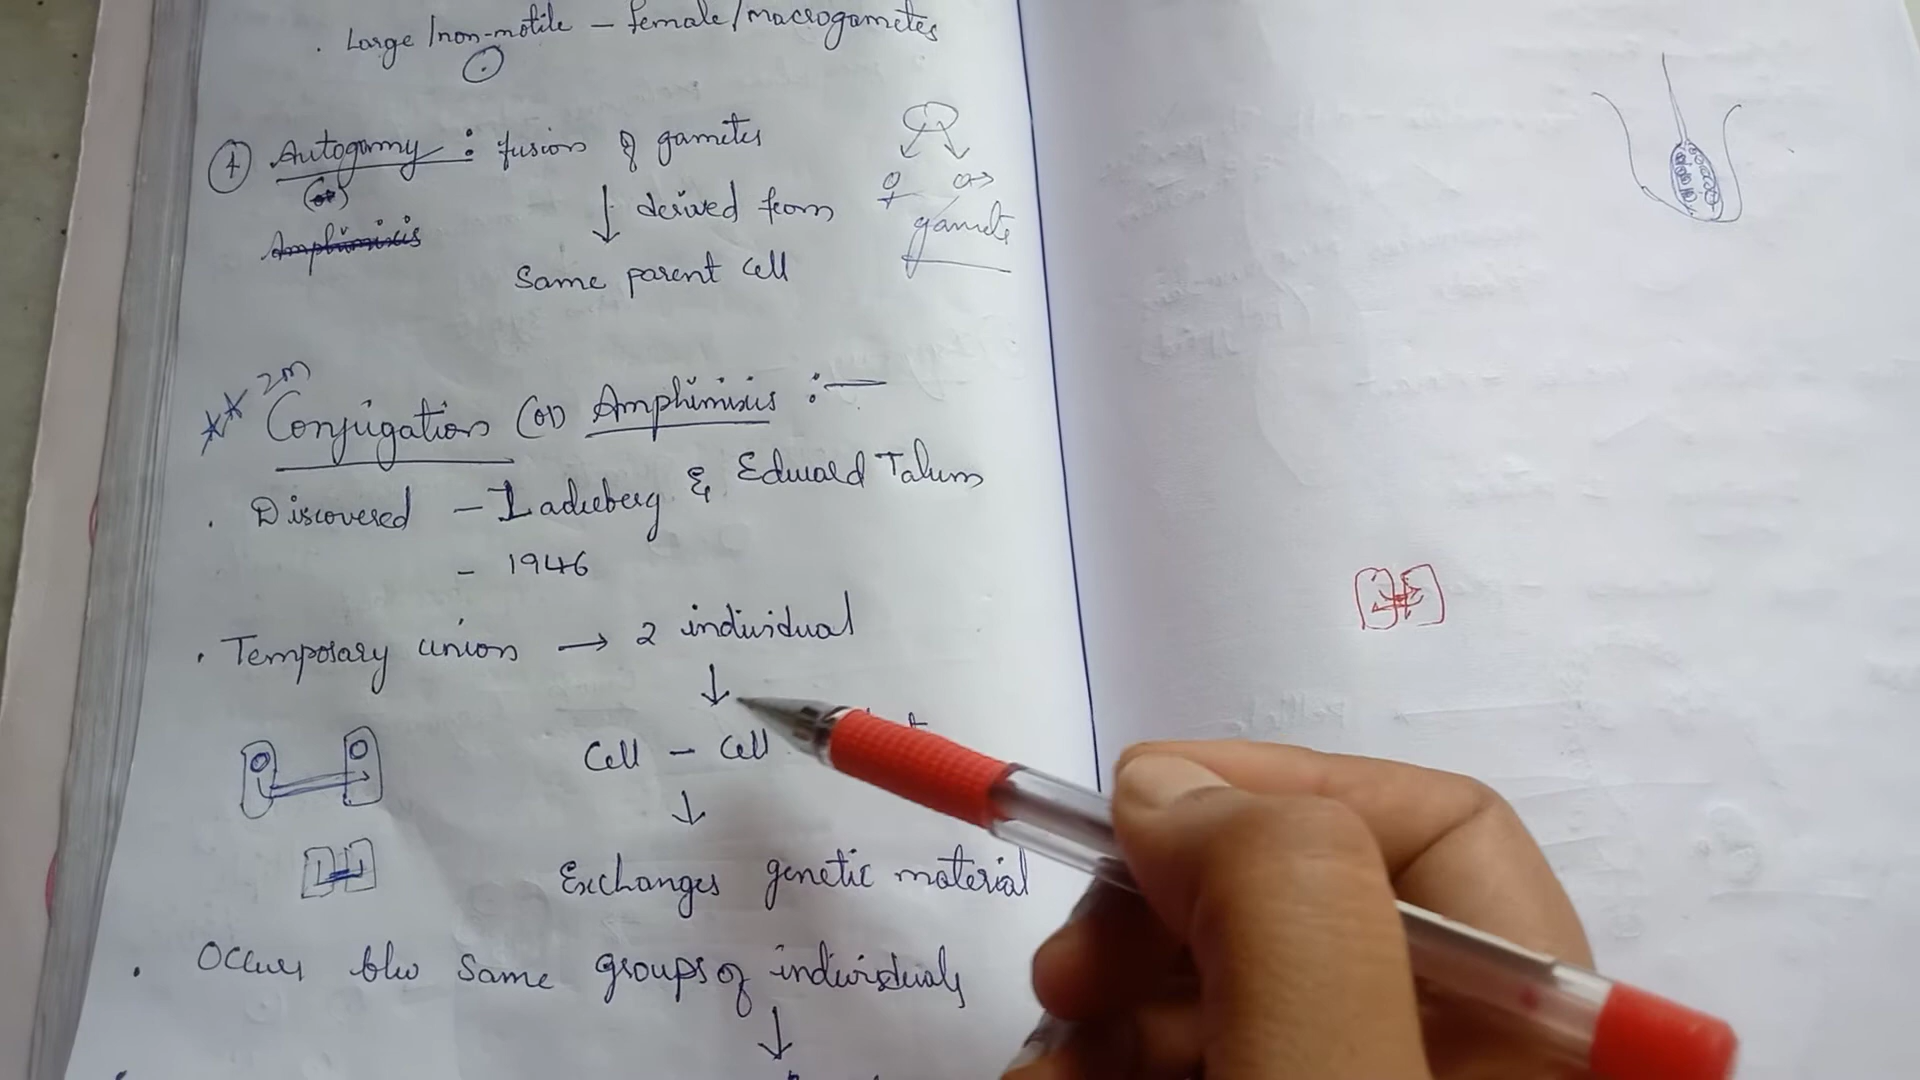 . Large /non-motile – female/macrogametes
④ Autogamy : fusion of gametes
(or)
Amphimixis
↓ derived from
Same parent cell
♀ ♂
gamete
** 2m
Conjugation (or) Amphimixis :—
. Discovered – Laderberg & Edward Tatum
– 1946
. Temporary union → 2 individual
↓
Cell – Cell
↓
Exchanges genetic material
. Occurs b/w same groups of individuals
↓